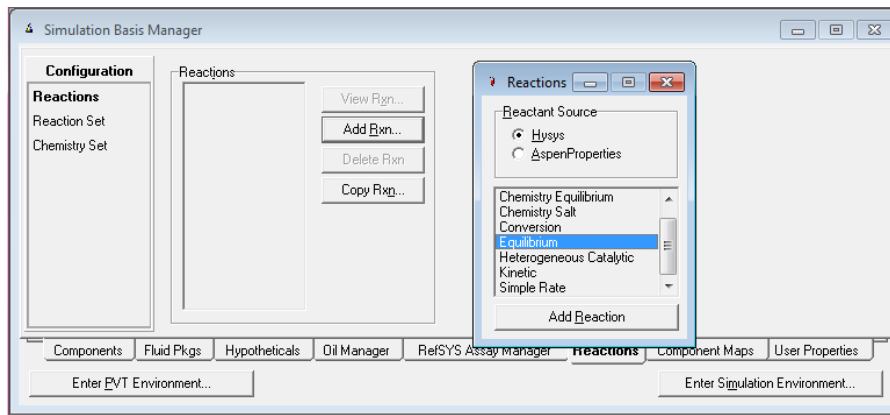 Simulation Basis Manager
Configuration
Reactions
Reaction Set
Chemistry Set
Reactions
View Rxn...
Add Rxn...
Delete Rxn
Copy Rxn...
Reactions
Reactant Source
Hysys
AspenProperties
Chemistry Equilibrium
Chemistry Salt
Conversion
Equilibrium
Heterogeneous Catalytic
Kinetic
Simple Rate
Add Reaction
Components Fluid Pkgs Hypotheticals Oil Manager RefSYS Assay Manager Reactions Component Maps User Properties
Enter PVT Environment... Enter Simulation Environment...